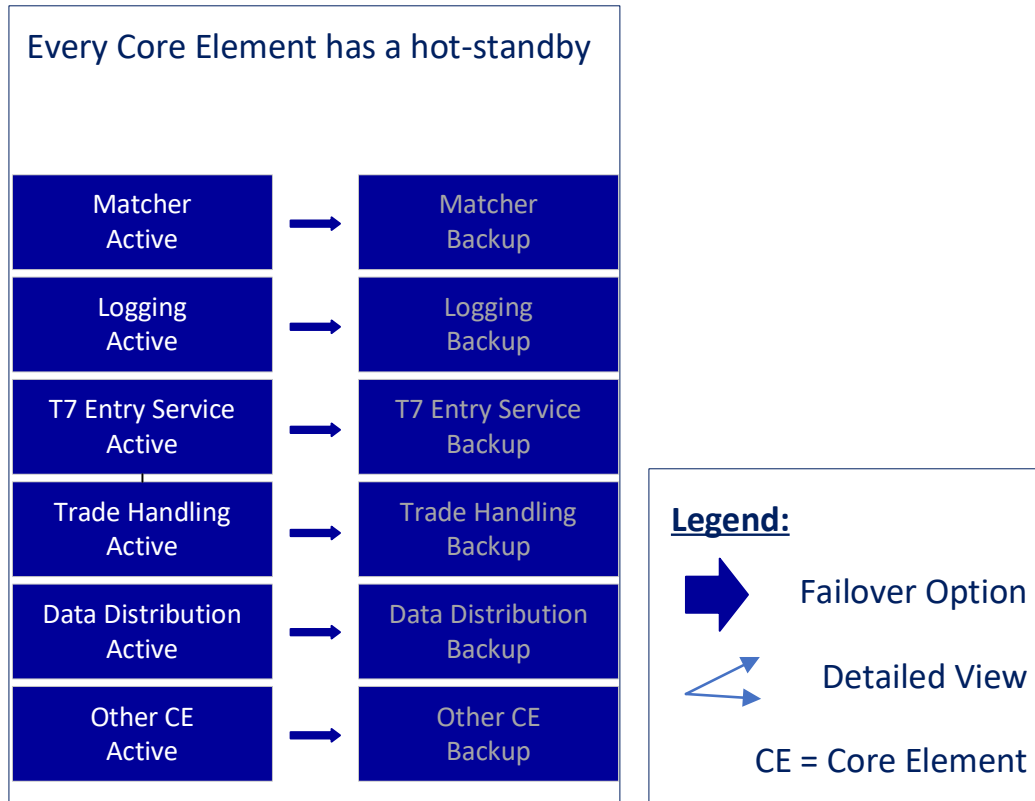 Every Core Element has a hot-standby
Matcher
Active
Matcher
Backup
Logging
Active
Logging
Backup
T7 Entry Service
Active
T7 Entry Service
Backup
Trade Handling
Active
Trade Handling
Backup
Data Distribution
Active
Data Distribution
Backup
Other CE
Active
Other CE
Backup
Legend:
Failover Option
Detailed View
CE = Core Element